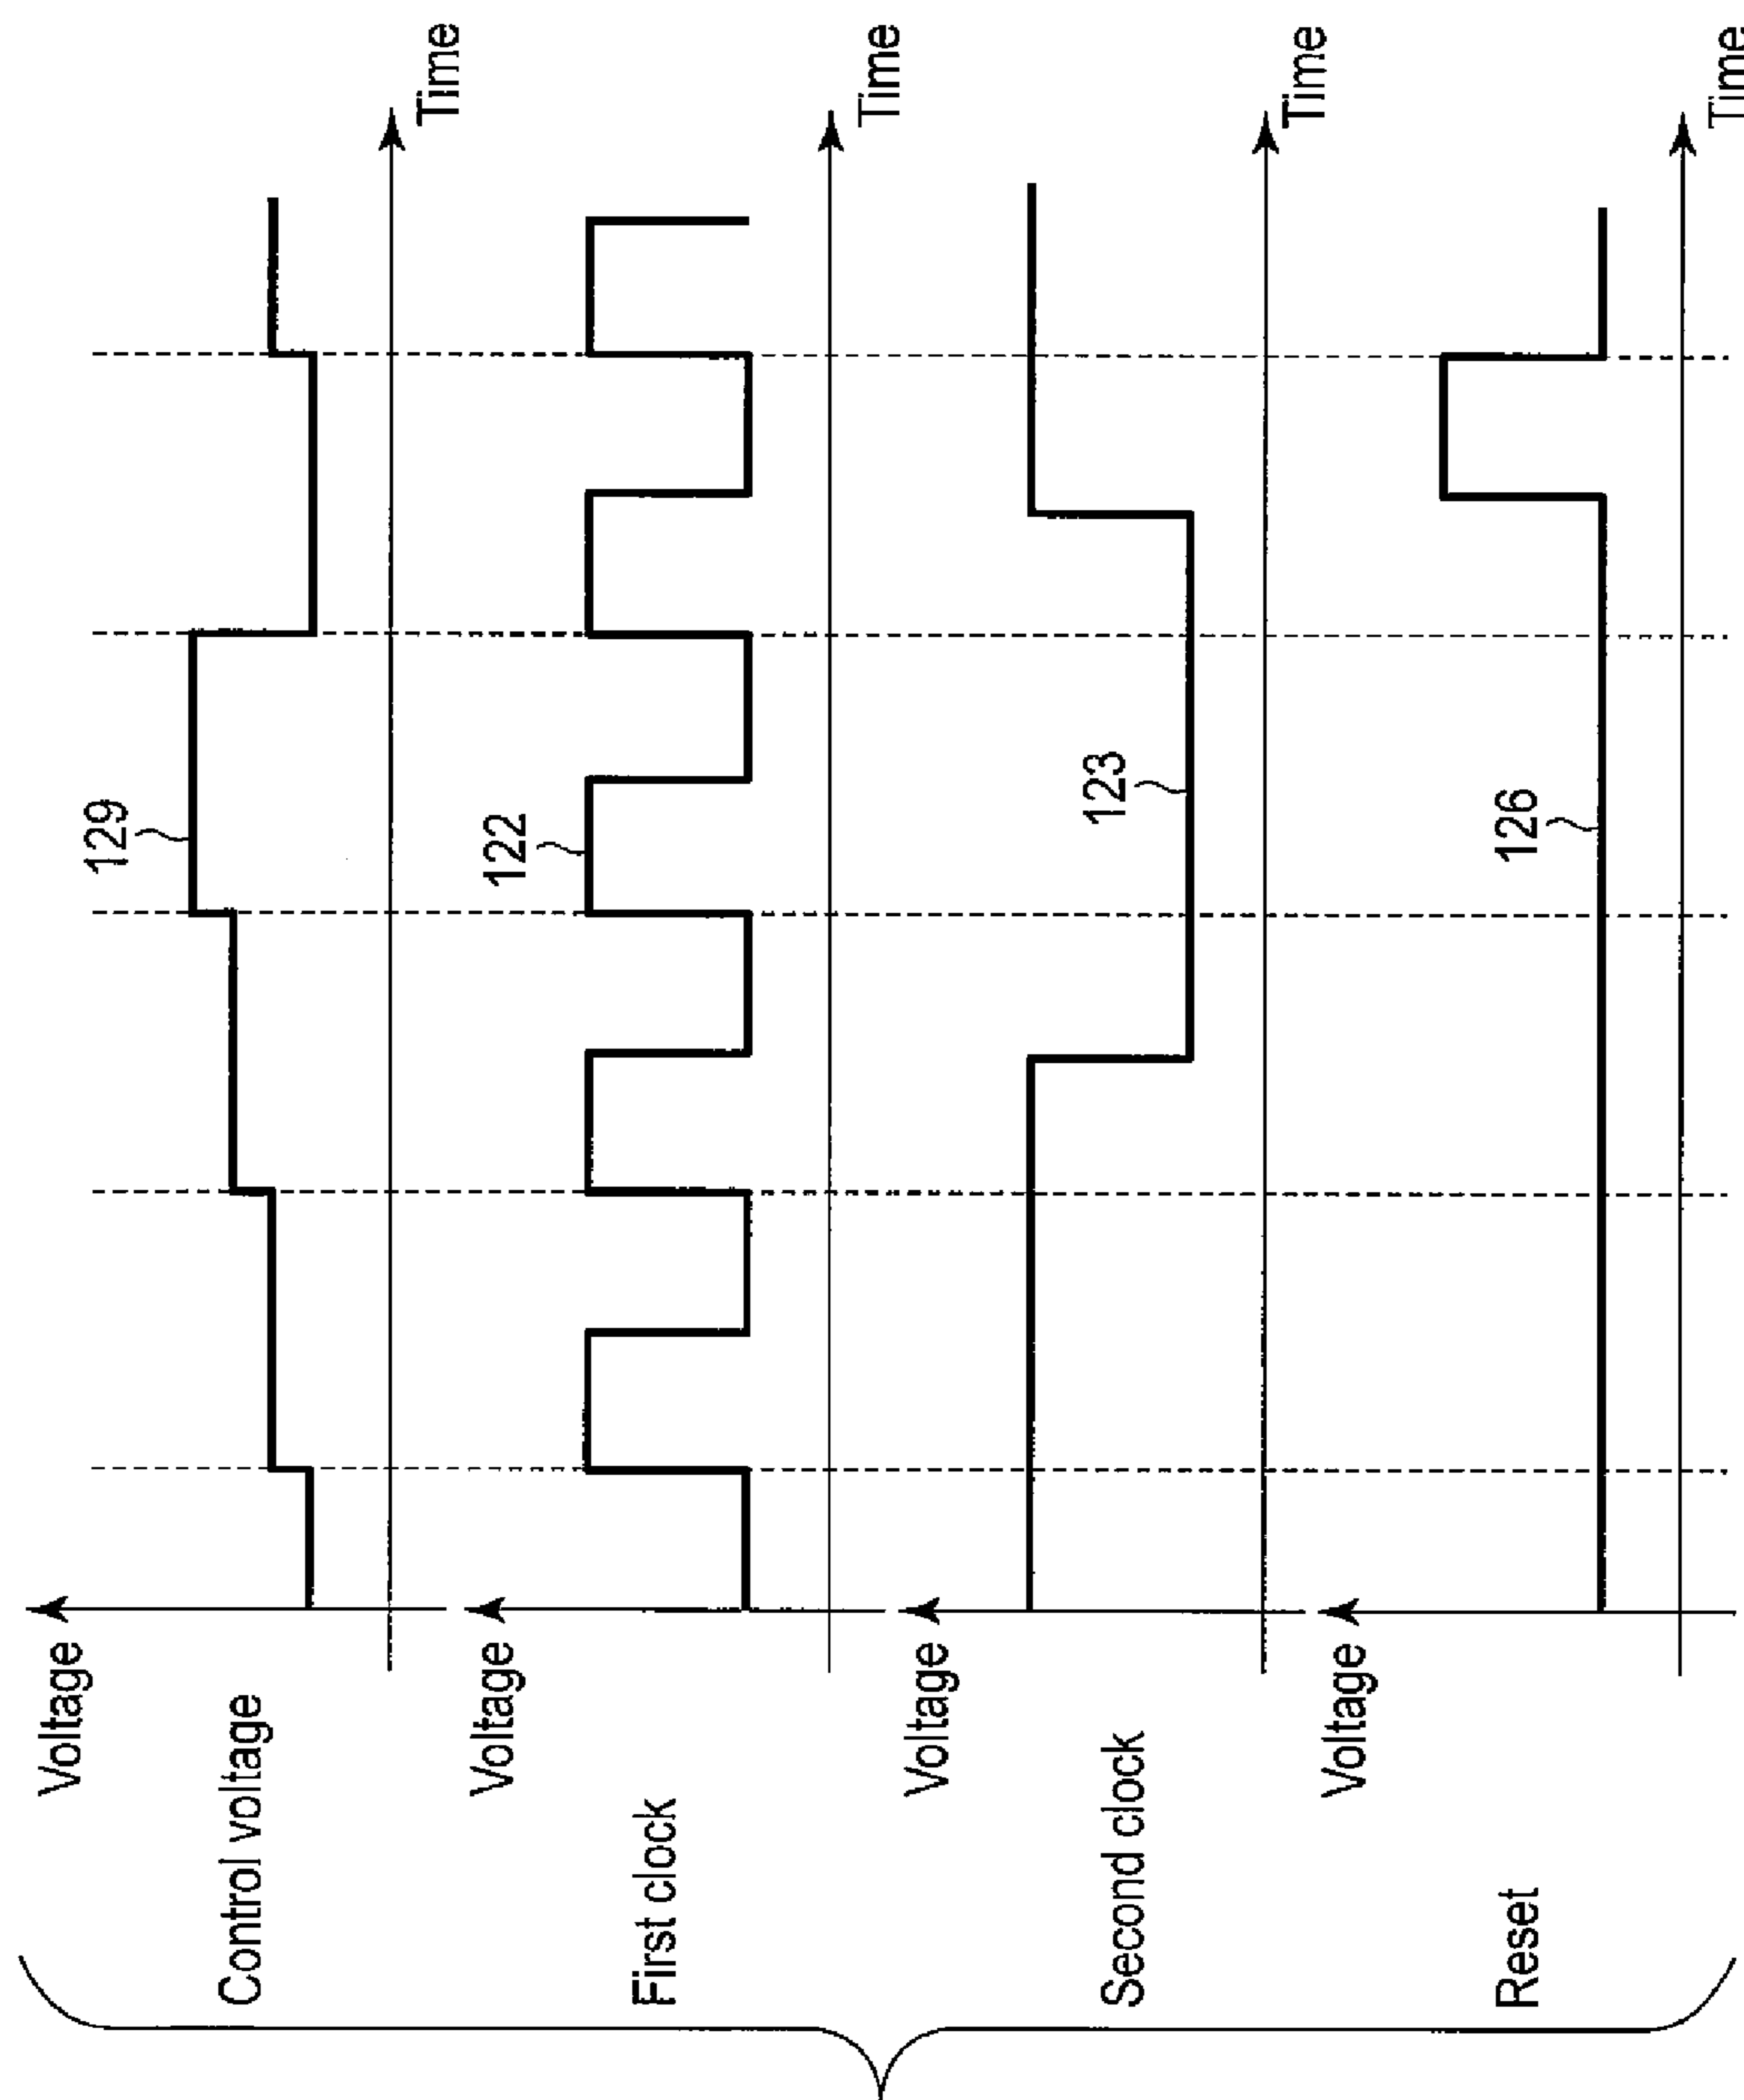 Control voltage
Voltage
129
Time
First clock
Voltage
122
Time
Second clock
Voltage
123
Time
Reset
Voltage
126
Time